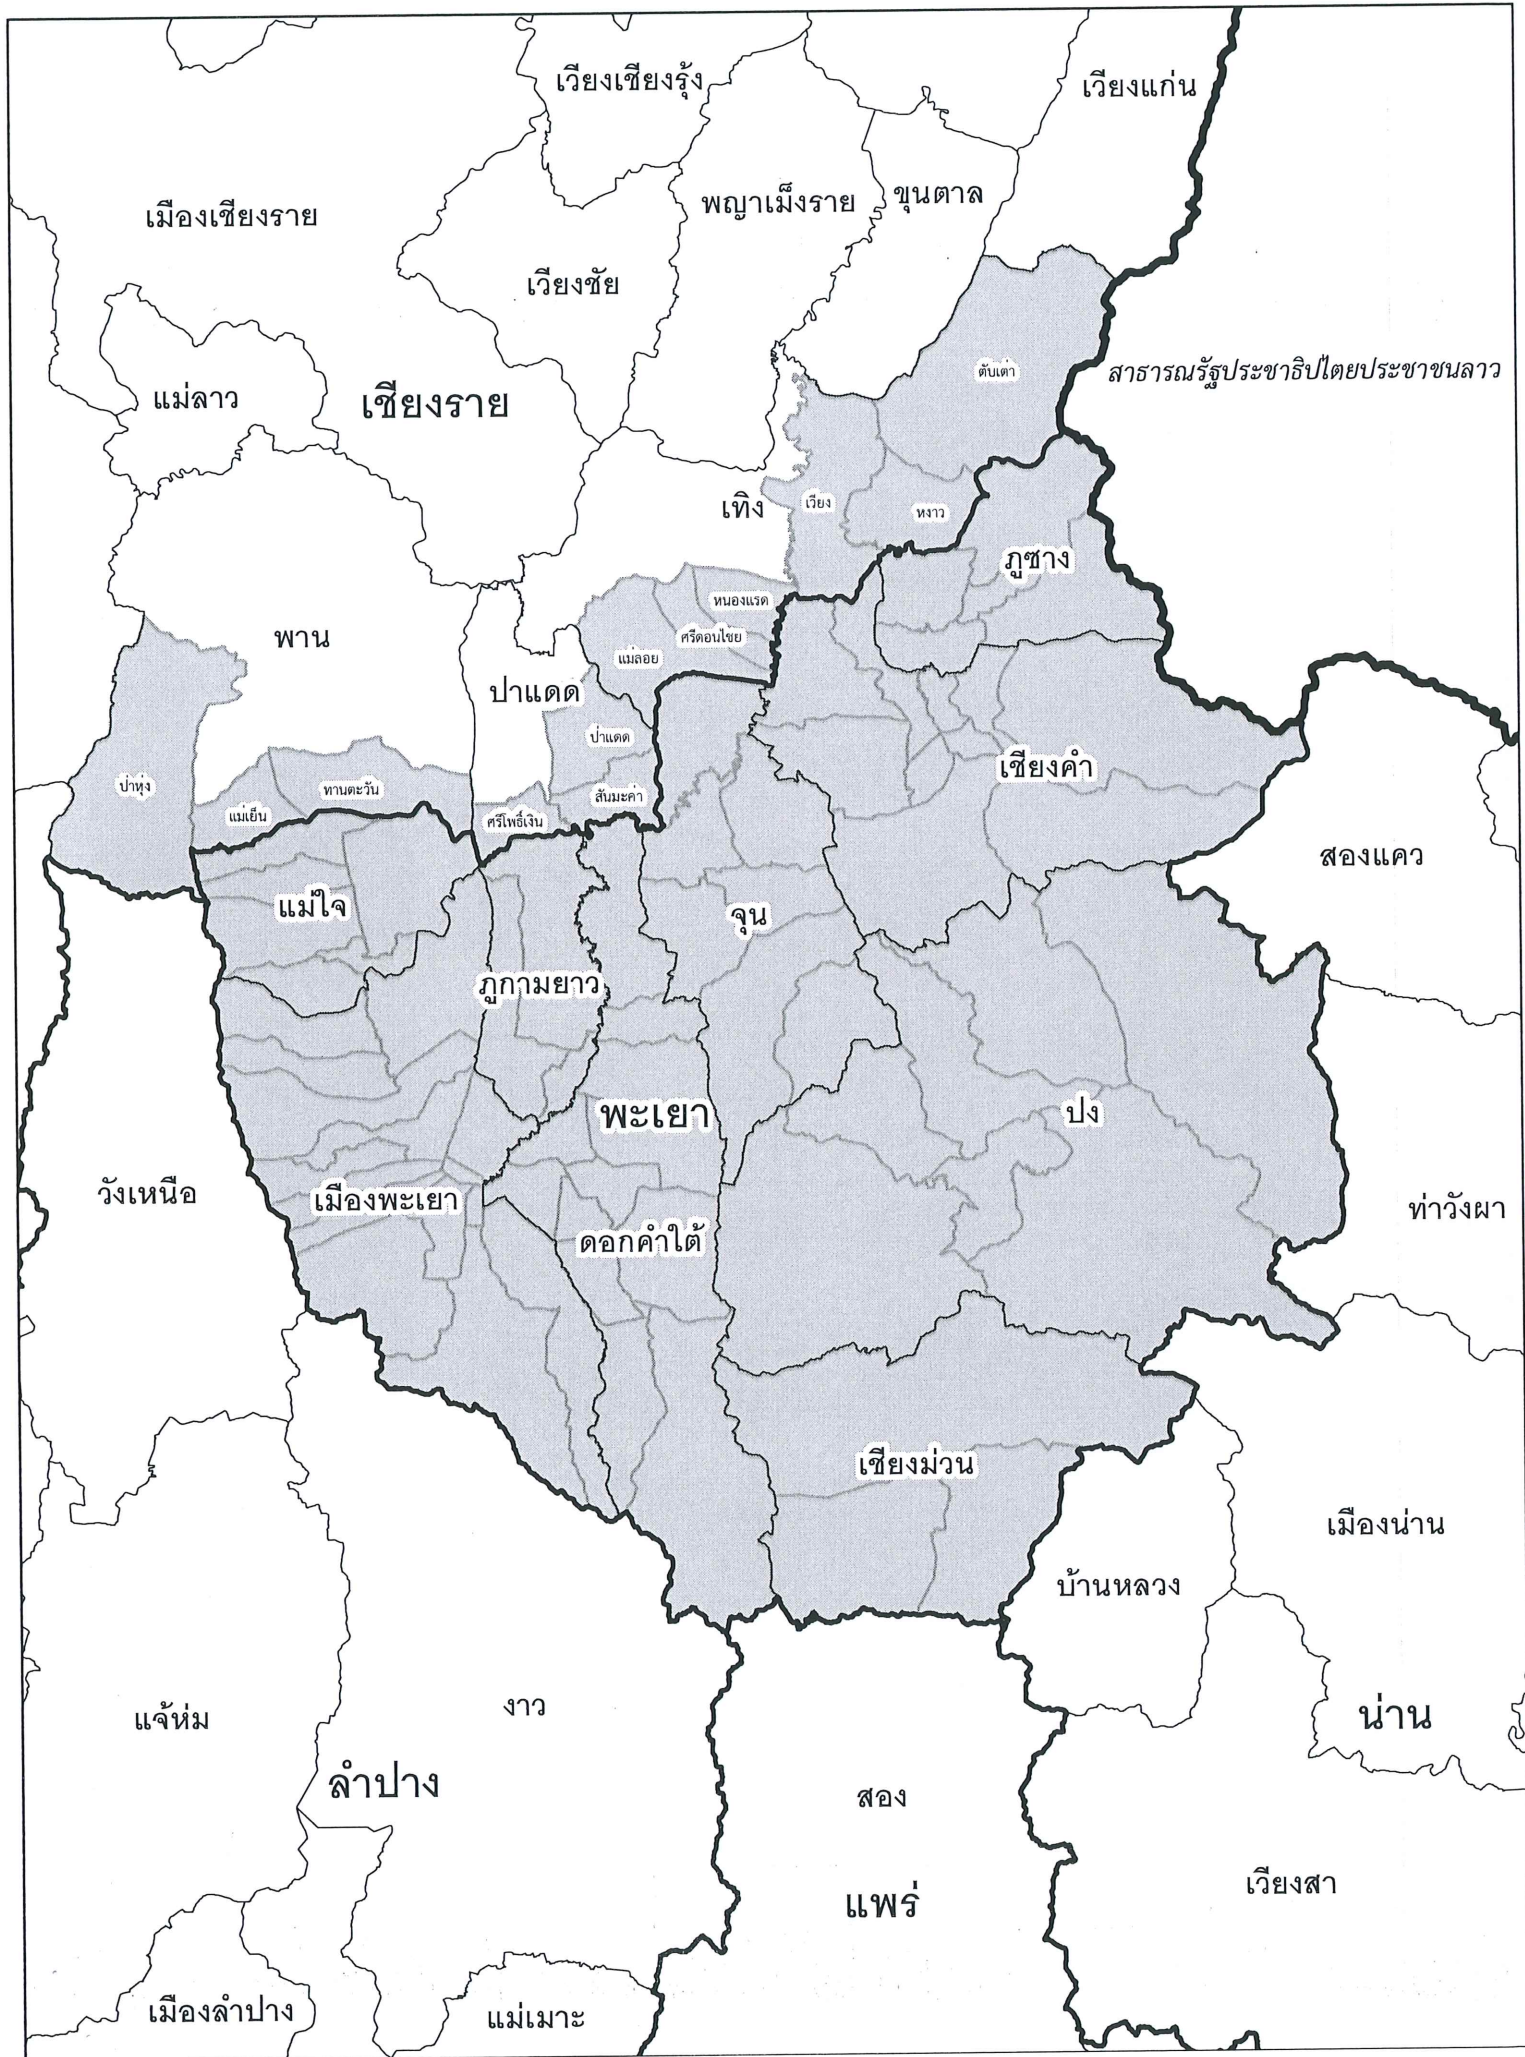 เวียงเชียงรุ้ง
เวียงแก่น
เมืองเชียงราย
พญาเม็งราย
ขุนตาล
เวียงชัย
แม่ลาว
เชียงราย
ตับเต่า
สาธารณรัฐประชาธิปไตยประชาชนลาว
เทิง
เวียง
หงาว
ภูซาง
หนองแรด
พาน
ศรีดอนไชย
แม่ลอย
ป่าแดด
ป่าแดด
เชียงคำ
ป่าหุ่ง
ทานตะวัน
สันมะค่า
แม่เย็น
ศรีโพธิ์เงิน
สองแคว
แม่ใจ
จุน
ภูกามยาว
พะเยา
ปง
วังเหนือ
เมืองพะเยา
ท่าวังผา
ดอกคำใต้
เชียงม่วน
เมืองน่าน
บ้านหลวง
แจ้ห่ม
งาว
น่าน
ลำปาง
สอง
เวียงสา
แพร่
เมืองลำปาง
แม่เมาะ